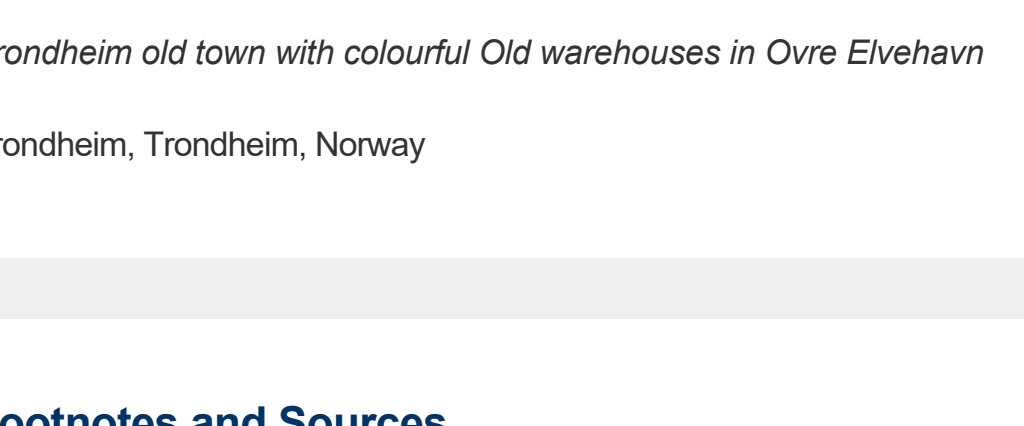 rondheim old town with colourful Old warehouses in Ovre Elvehavn
rondheim, Trondheim, Norway
ootnotes and Sources